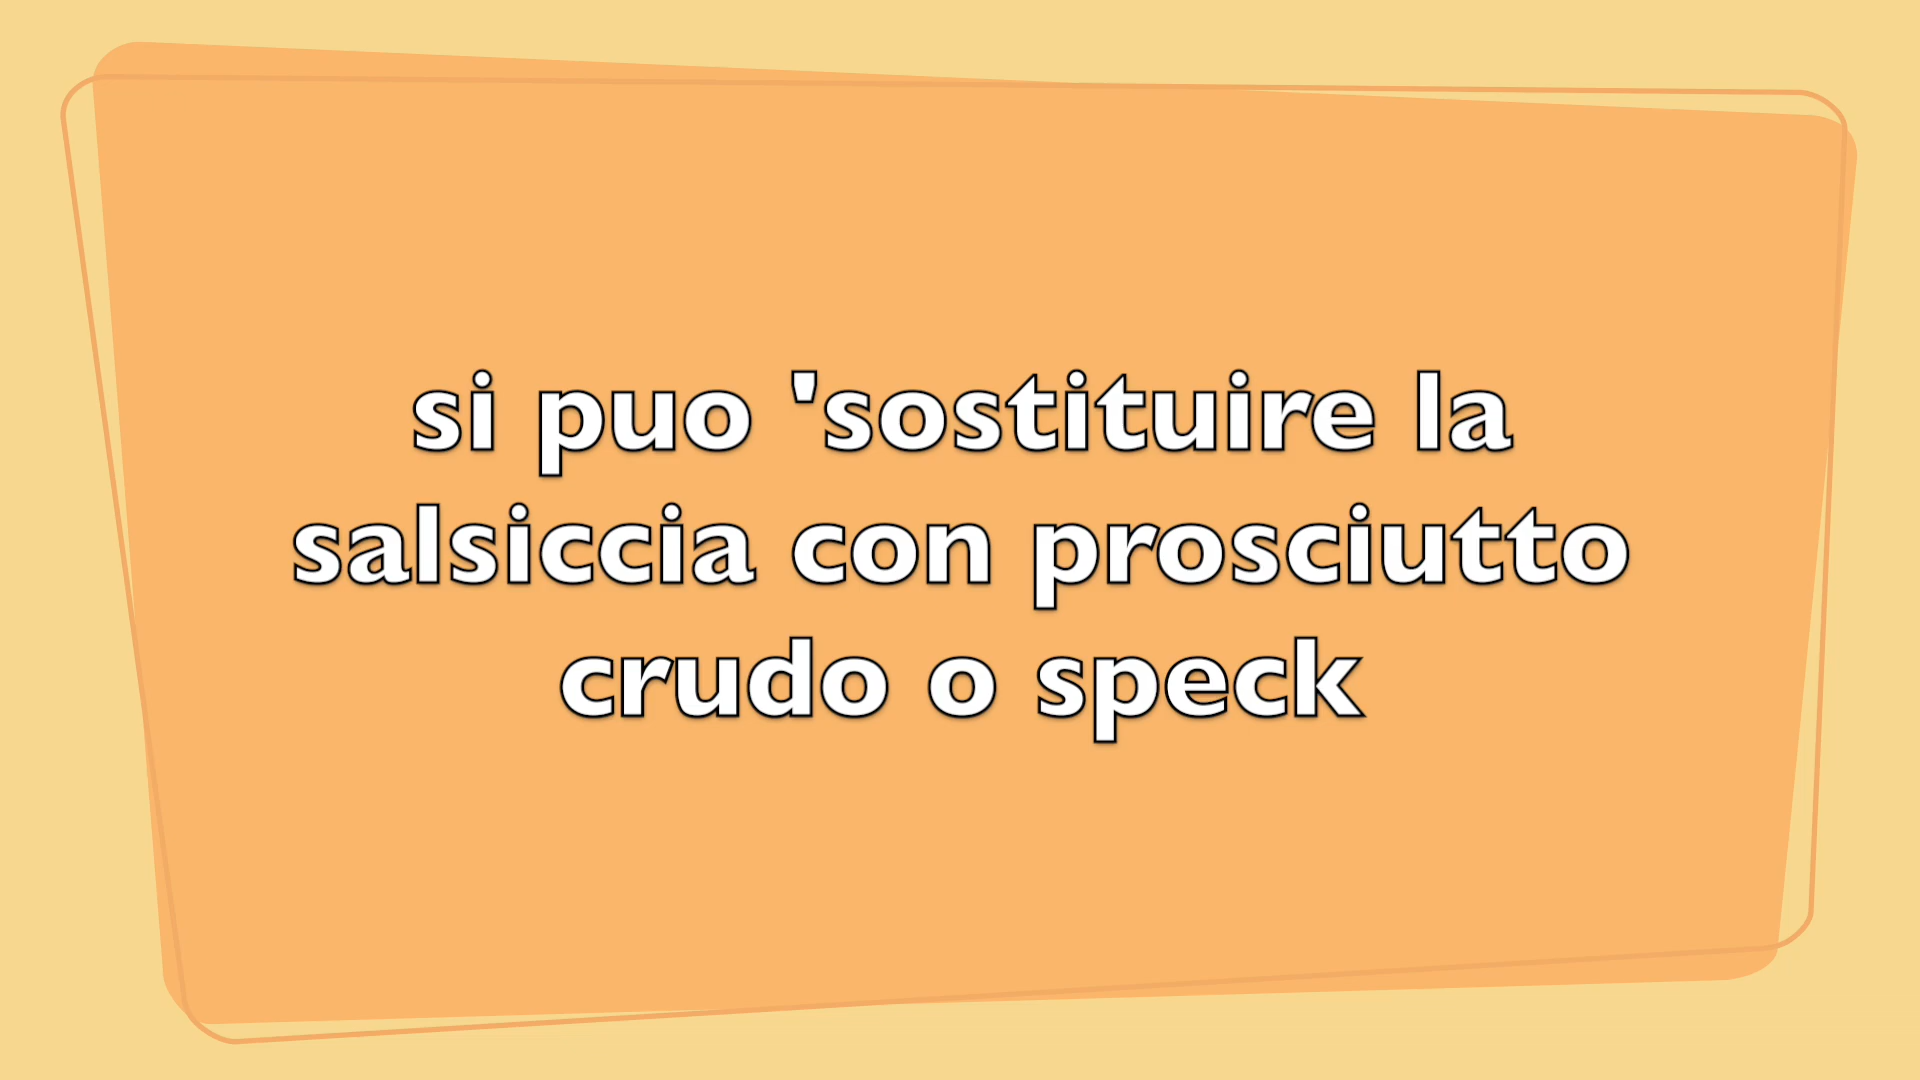 si puo 'sostituire la
salsiccia con prosciutto
crudo o speck